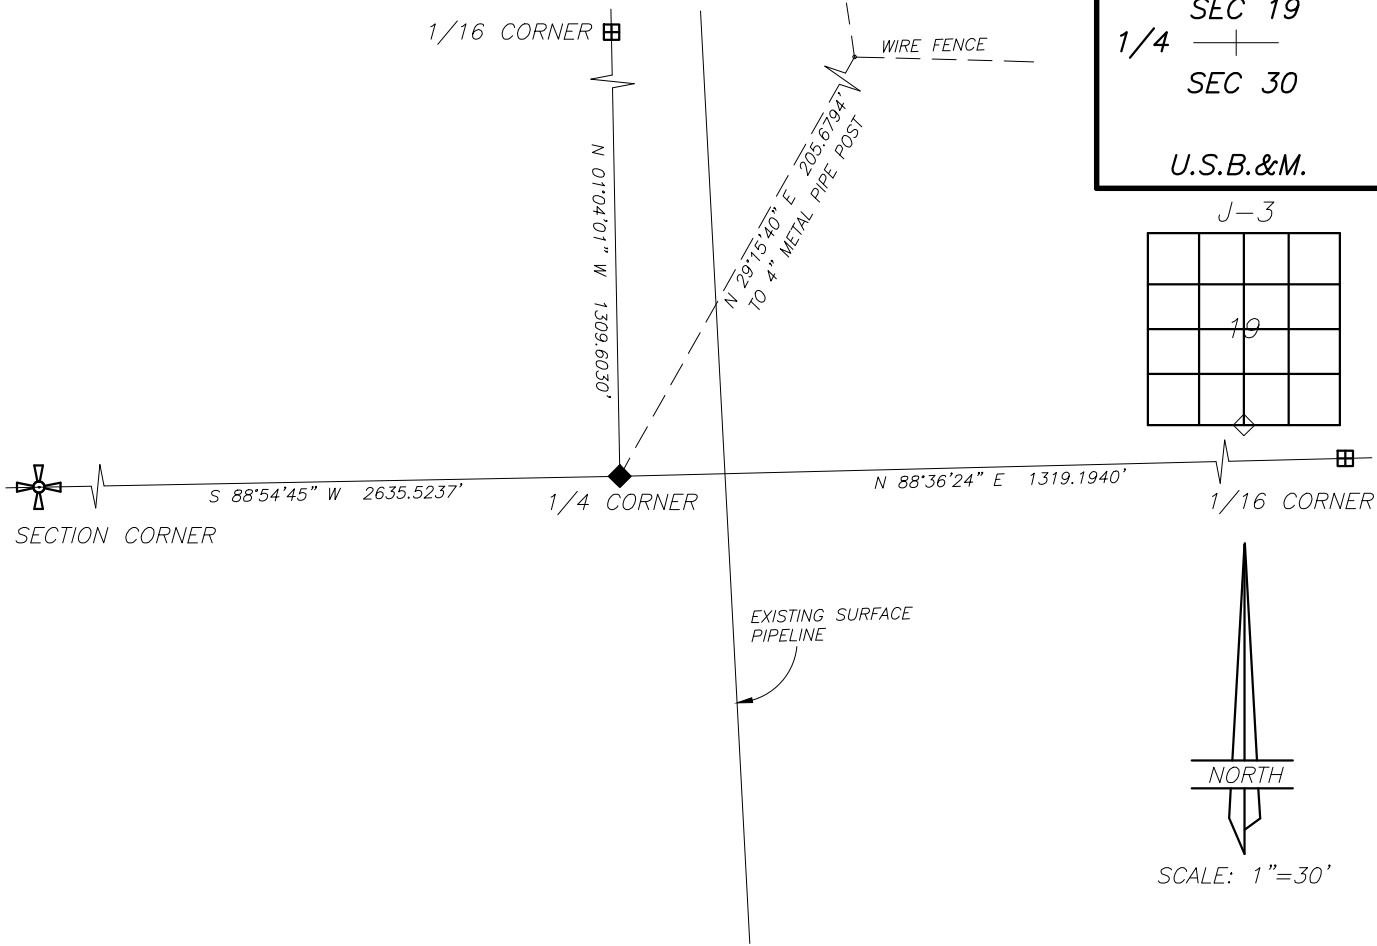 SEC 19
1/4
SEC 30
U.S.B.&M.
1/16 CORNER
WIRE FENCE
N 01°04'01" W 1309.6030'
N 29°15'40" E 205.6794'
TO 4" METAL PIPE POST
J-3
19
S 88°54'45" W 2635.5237'
1/4 CORNER
N 88°36'24" E 1319.1940'
1/16 CORNER
SECTION CORNER
EXISTING SURFACE
PIPELINE
NORTH
SCALE: 1"=30'